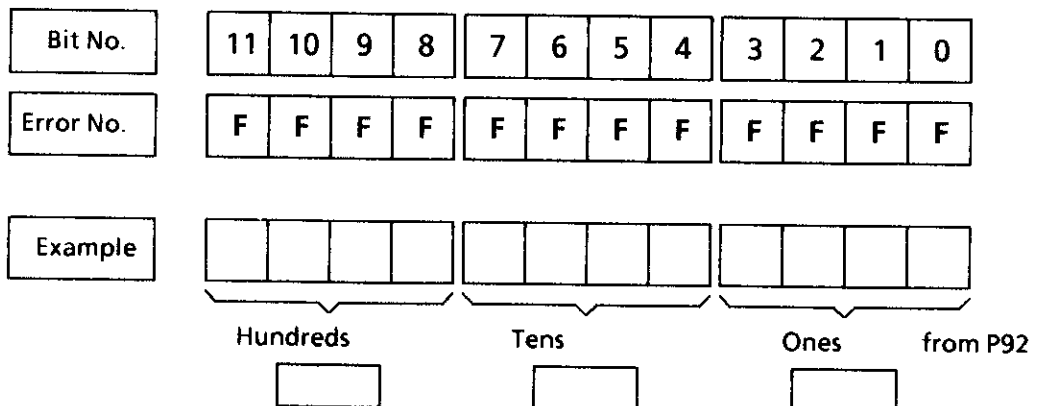 Bit No. 11 10 9 8 7 6 5 4 3 2 1 0
Error No. F F F F F F F F F F F F
Example
Hundreds Tens Ones from P92